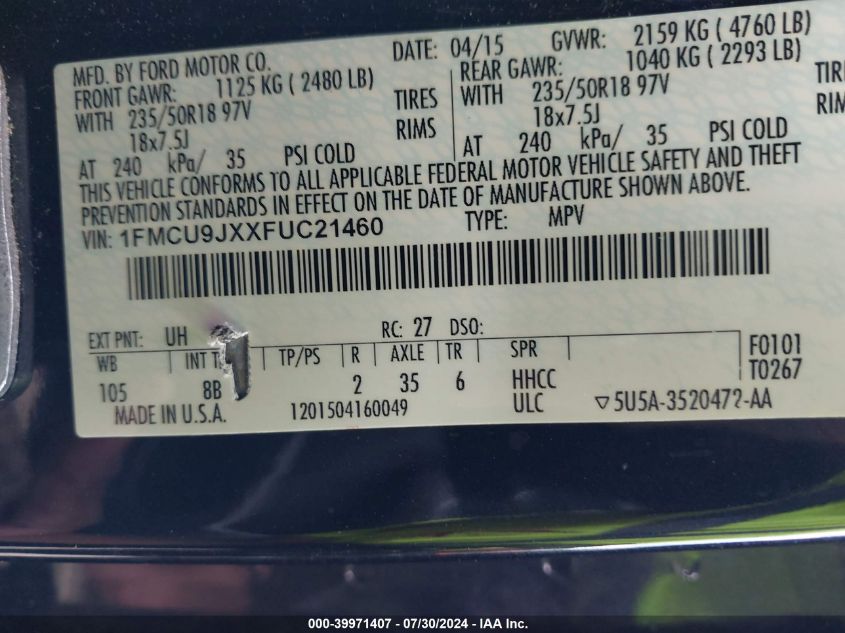 MFD. BY FORD MOTOR CO. DATE: 04/15 GVWR: 2159 KG ( 4760 LB)
FRONT GAWR: 1125 KG ( 2480 LB) REAR GAWR: 1040 KG ( 2293 LB)
WITH 235/50R18 97V TIRES WITH 235/50R18 97V
18x7.5J RIMS 18x7.5J
AT 240 kPa/ 35 PSI COLD AT 240 kPa/ 35 PSI COLD
THIS VEHICLE CONFORMS TO ALL APPLICABLE FEDERAL MOTOR VEHICLE SAFETY AND THEFT
PREVENTION STANDARDS IN EFFECT ON THE DATE OF MANUFACTURE SHOWN ABOVE.
VIN: 1FMCU9JXXFUC21460 TYPE: MPV
EXT PNT: UH RC: 27 DSO:
WB INT TP/PS R AXLE TR SPR F0101
105 8B 2 35 6 HHCC T0267
MADE IN U.S.A. 1201504160049 ULC ▽5U5A-3520472-AA
000-39971407 / 07/30/2024 - IAA Inc.